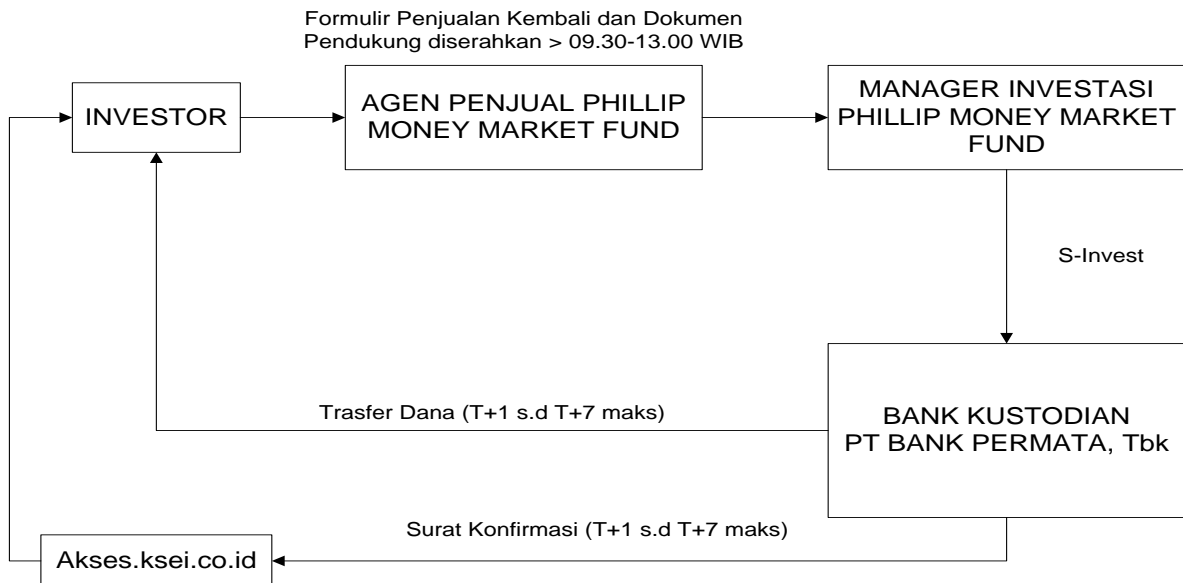 Formulir Penjualan Kembali dan Dokumen
Pendukung diserahkan > 09.30-13.00 WIB
INVESTOR
AGEN PENJUAL PHILLIP
MONEY MARKET FUND
MANAGER INVESTASI
PHILLIP MONEY MARKET
FUND
S-Invest
Trasfer Dana (T+1 s.d T+7 maks)
BANK KUSTODIAN
PT BANK PERMATA, Tbk
Surat Konfirmasi (T+1 s.d T+7 maks)
Akses.ksei.co.id